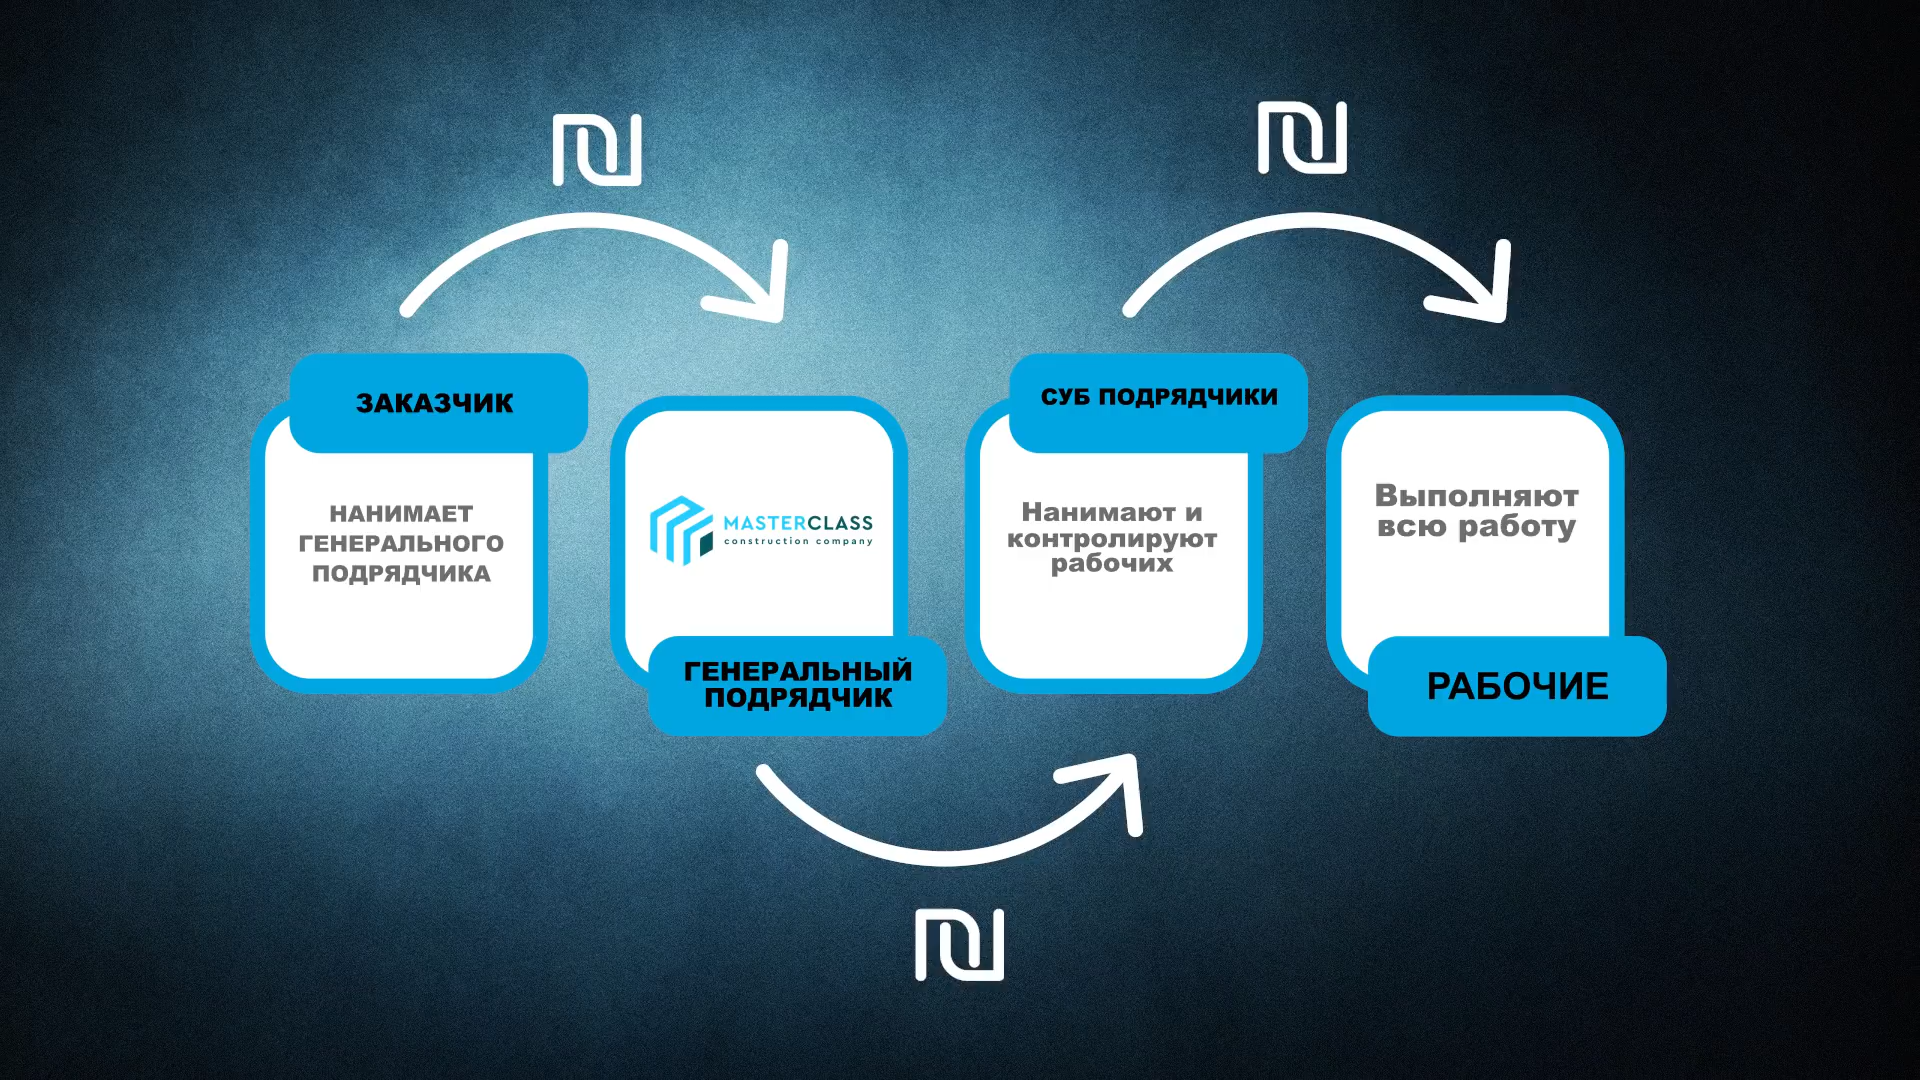 ₪
₪
ЗАКАЗЧИК
НАНИМАЕТ
ГЕНЕРАЛЬНОГО
ПОДРЯДЧИКА
MASTERCLASS
construction company
ГЕНЕРАЛЬНЫЙ
ПОДРЯДЧИК
СУБ ПОДРЯДЧИКИ
Нанимают и
контролируют
рабочих
Выполняют
всю работу
РАБОЧИЕ
₪